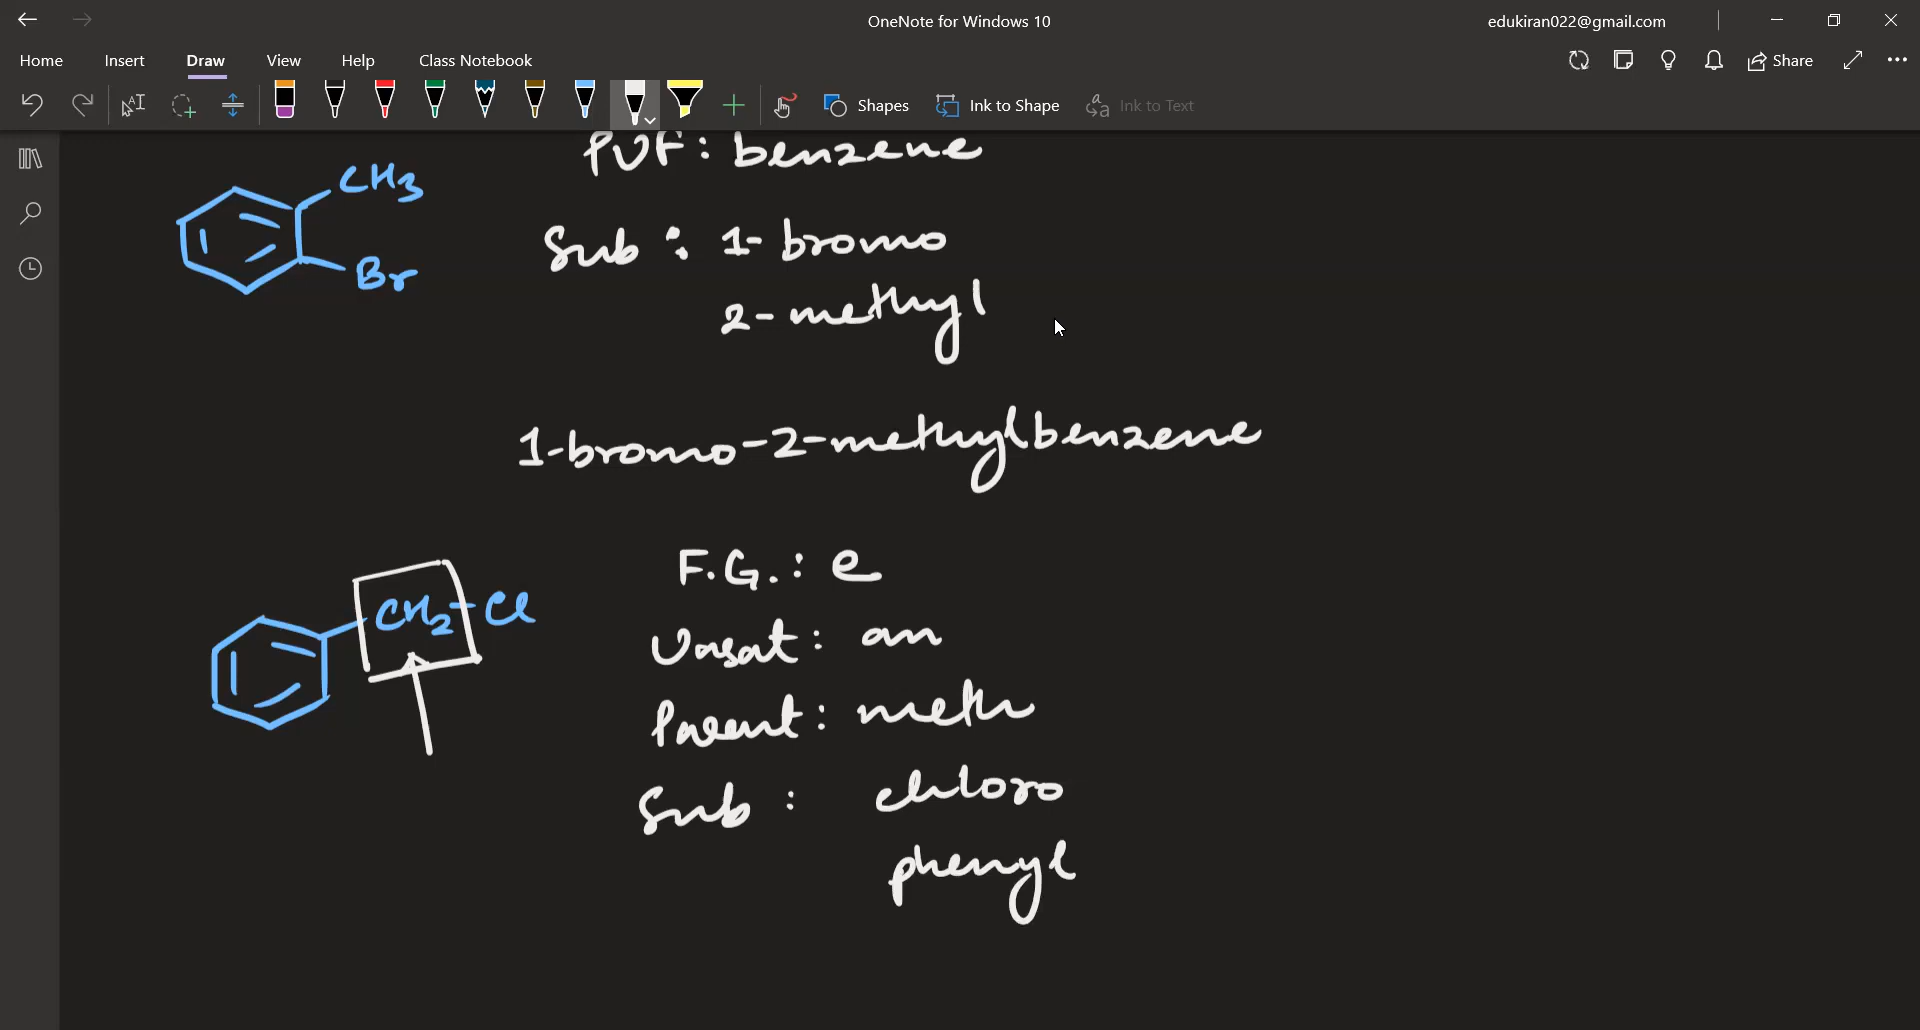 OneNote for Windows 10
edukiran022@gmail.com
Home Insert Draw View Help Class Notebook
Share
Shapes Ink to Shape Ink to Text
PUF: benzene
CH3
Br
Sub : 1- bromo
2- methyl
1-bromo-2-methylbenzene
CH2-Cl
F.G. : e
Unsat : an
Parent : meth
Sub : chloro
phenyl